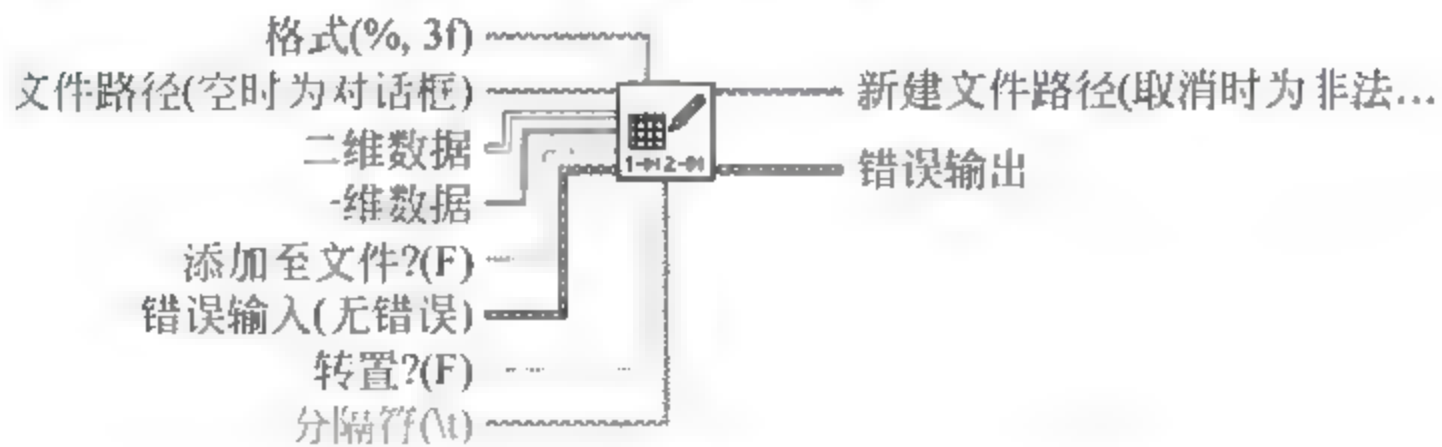 格式(%, 3f)
文件路径(空时为对话框)
二维数据
一维数据
添加至文件?(F)
错误输入(无错误)
转置?(F)
分隔符(\t)
新建文件路径(取消时为非法...
错误输出
1-D 2-D